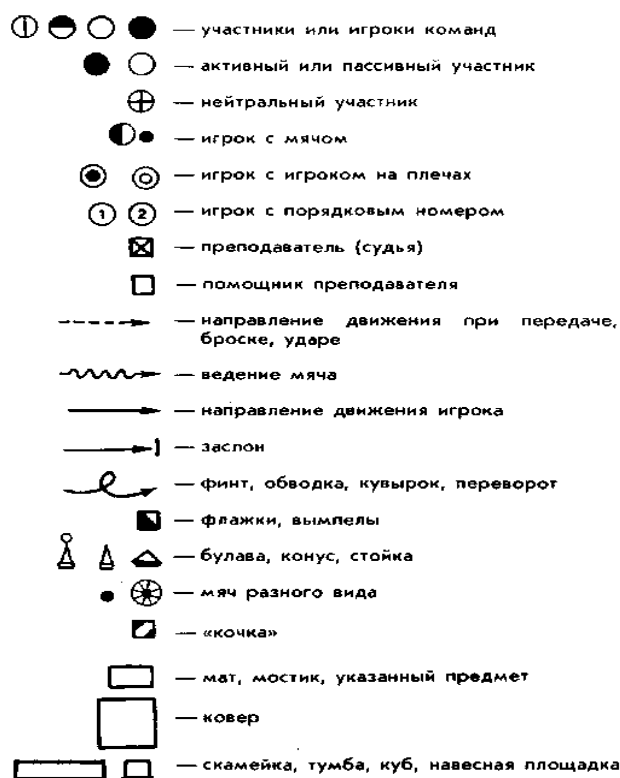 — участники или игроки команд
— активный или пассивный участник
— нейтральный участник
— игрок с мячом
— игрок с игроком на плечах
1 2 — игрок с порядковым номером
— преподаватель (судья)
— помощник преподавателя
— направление движения при передаче,
броске, ударе
— ведение мяча
— направление движения игрока
— заслон
— финт, обводка, кувырок, переворот
— флажки, вымпелы
— булава, конус, стойка
— мяч разного вида
— «кочка»
— мат, мостик, указанный предмет
— ковер
— скамейка, тумба, куб, навесная площадка